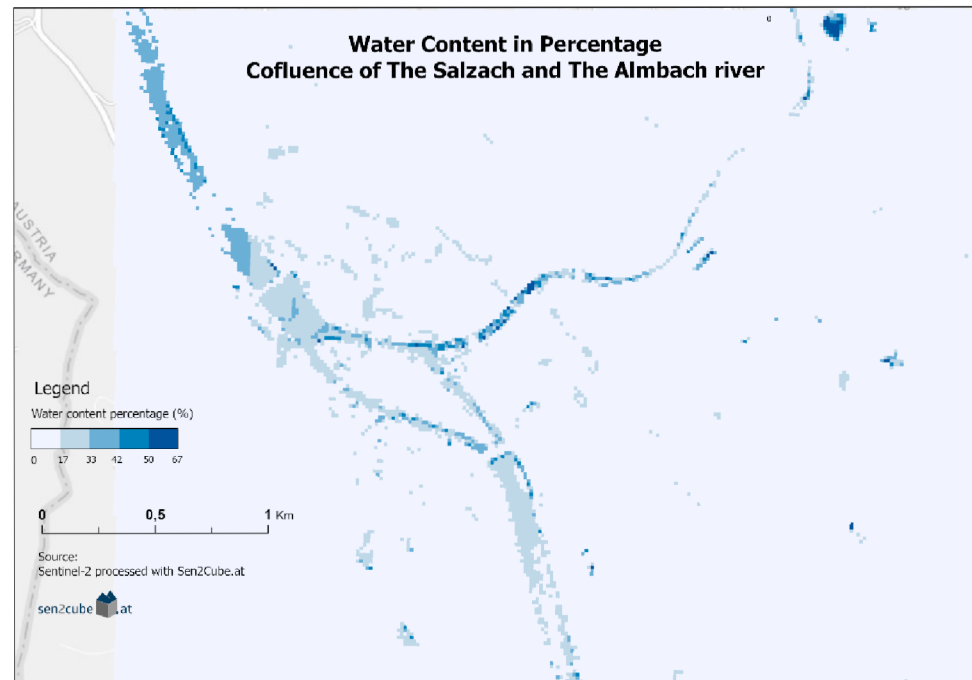 Water Content in Percentage
Cofluence of The Salzach and The Almbach river
AUSTRIA
Legend
Water content percentage (%)
0 17 33 42 50 67
0 0,5 1 Km
Source:
Sentinel-2 processed with Sen2Cube.at
sen2cube.at